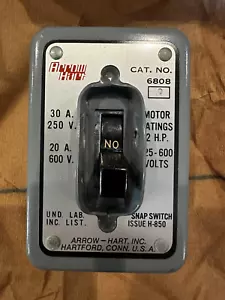 Arrow
Hart
CAT. NO.
6808
30 A.
250 V.
MOTOR
RATINGS
2 H.P.
NO
20 A.
600 V.
25-600
VOLTS
UND. LAB.
INC. LIST.
SNAP SWITCH
ISSUE H-850
ARROW-HART, INC.
HARTFORD, CONN. U.S.A.